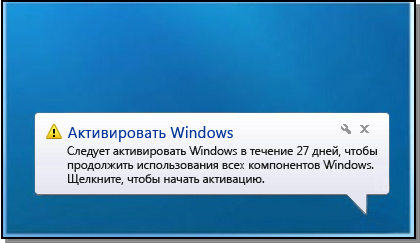 Активировать Windows
Следует активировать Windows в течение 27 дней, чтобы
продолжить использования всех компонентов Windows.
Щелкните, чтобы начать активацию.